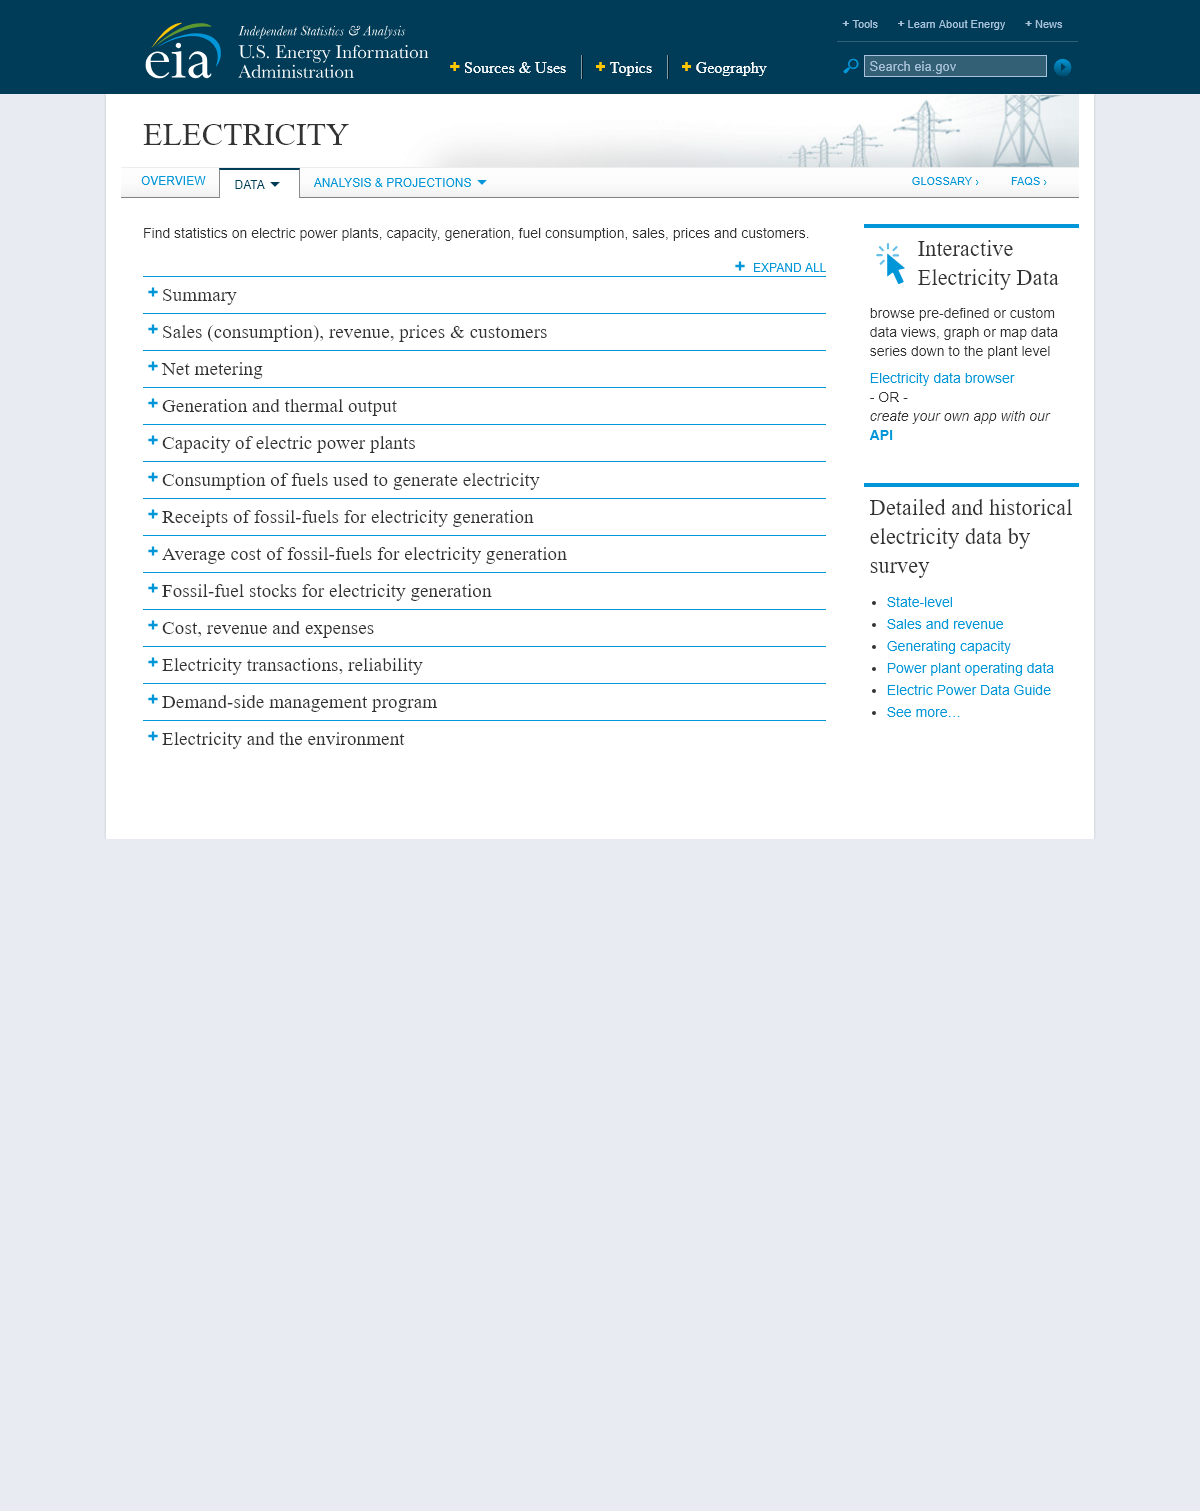 eia
Independent Statistics & Analysis
U.S. Energy Information
Administration
+ Sources & Uses
+ Topics
+ Geography
+ Tools
+ Learn About Energy
+ News
Search eia.gov
ELECTRICITY
OVERVIEW
DATA
ANALYSIS & PROJECTIONS
GLOSSARY ›
FAQS ›
Find statistics on electric power plants, capacity, generation, fuel consumption, sales, prices and customers.
+ EXPAND ALL
+ Summary
+ Sales (consumption), revenue, prices & customers
+ Net metering
+ Generation and thermal output
+ Capacity of electric power plants
+ Consumption of fuels used to generate electricity
+ Receipts of fossil-fuels for electricity generation
+ Average cost of fossil-fuels for electricity generation
+ Fossil-fuel stocks for electricity generation
+ Cost, revenue and expenses
+ Electricity transactions, reliability
+ Demand-side management program
+ Electricity and the environment
Interactive
Electricity Data
browse pre-defined or custom
data views, graph or map data
series down to the plant level
Electricity data browser
- OR -
create your own app with our
API
Detailed and historical
electricity data by
survey
• State-level
• Sales and revenue
• Generating capacity
• Power plant operating data
• Electric Power Data Guide
• See more…